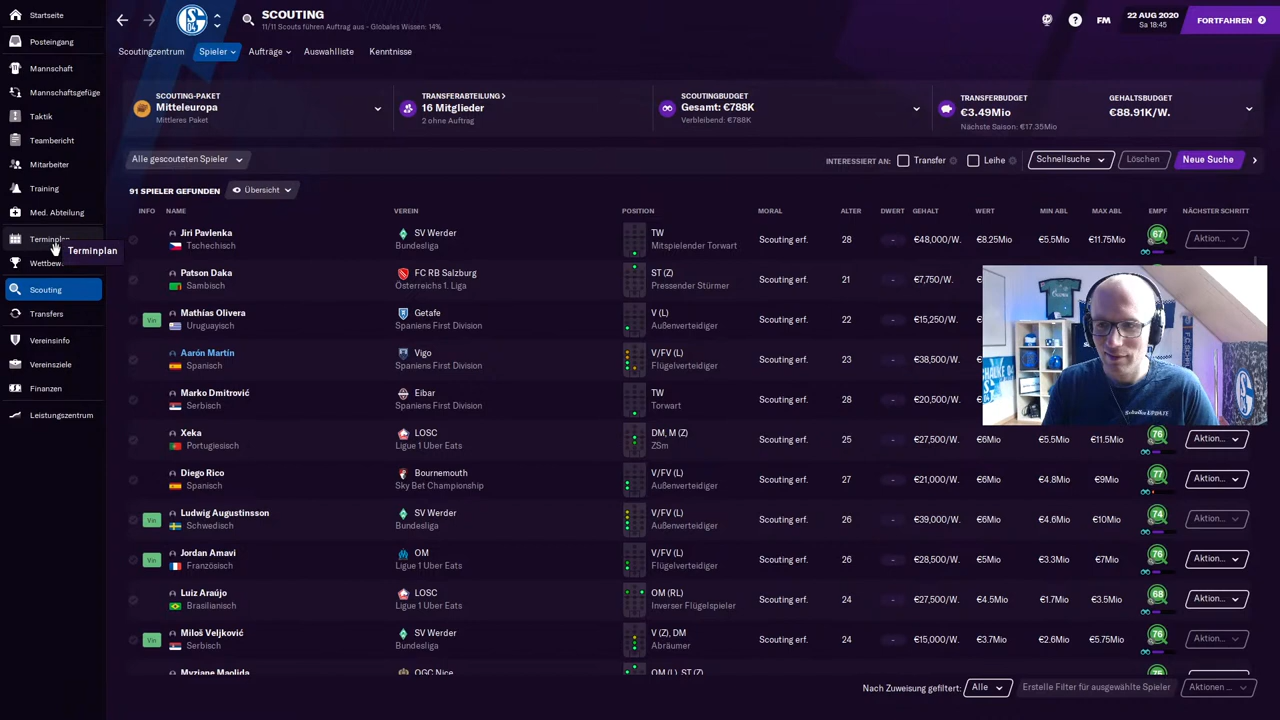 Startseite
Posteingang
Mannschaft
Mannschaftsgefüge
Taktik
Teambericht
Mitarbeiter
Training
Med. Abteilung
Terminplan
Terminplan
Wettbew
Scouting
Transfers
Vereinsinfo
Vereinsziele
Finanzen
Leistungszentrum
SCOUTING
11/11 Scouts führen Auftrag aus - Globales Wissen: 14%
FM
22 AUG 2020
Sa 18:45
FORTFAHREN
Scoutingzentrum Spieler Aufträge Auswahlliste Kenntnisse
SCOUTING-PAKET
Mitteleuropa
Mittleres Paket
TRANSFERABTEILUNG >
16 Mitglieder
2 ohne Auftrag
SCOUTINGBUDGET
Gesamt: €788K
Verbleibend: €788K
TRANSFERBUDGET
€3.49Mio
Nächste Saison: €17.35Mio
GEHALTSBUDGET
€88.91K/W.
Alle gescouteten Spieler
INTERESSIERT AN: Transfer Leihe Schnellsuche Löschen Neue Suche
91 SPIELER GEFUNDEN Übersicht
INFO NAME VEREIN POSITION MORAL ALTER DWERT GEHALT WERT MIN ABL MAX ABL EMPF NÄCHSTER SCHRITT
Jiri Pavlenka SV Werder TW
Tschechisch Bundesliga Mitspielender Torwart
Scouting erf. 28 - €48,000/W. €8.25Mio €5.5Mio €11.75Mio 67 Aktion...
Patson Daka FC RB Salzburg ST (Z)
Sambisch Österreichs 1. Liga Pressender Stürmer
Scouting erf. 21 - €7,750/W.
Vin Mathías Olivera Getafe V (L)
Uruguayisch Spaniens First Division Außenverteidiger
Scouting erf. 22 - €15,250/W.
Aarón Martín Vigo V/FV (L)
Spanisch Spaniens First Division Flügelverteidiger
Scouting erf. 23 - €38,500/W.
Marko Dmitrović Eibar TW
Serbisch Spaniens First Division Torwart
Scouting erf. 28 - €20,500/W.
Xeka LOSC DM, M (Z)
Portugiesisch Ligue 1 Uber Eats ZSm
Scouting erf. 25 - €27,500/W. €6Mio €5.5Mio €11.5Mio 76 Aktion...
Diego Rico Bournemouth V/FV (L)
Spanisch Sky Bet Championship Außenverteidiger
Scouting erf. 27 - €21,000/W. €6Mio €4.8Mio €9Mio 77 Aktion...
Vin Ludwig Augustinsson SV Werder V/FV (L)
Schwedisch Bundesliga Außenverteidiger
Scouting erf. 26 - €39,000/W. €6Mio €4.6Mio €10Mio 74 Aktion...
Vin Jordan Amavi OM V/FV (L)
Französisch Ligue 1 Uber Eats Flügelverteidiger
Scouting erf. 26 - €28,500/W. €5Mio €3.3Mio €7Mio 76 Aktion...
Luiz Araújo LOSC OM (RL)
Brasilianisch Ligue 1 Uber Eats Inverser Flügelspieler
Scouting erf. 24 - €27,500/W. €4.5Mio €1.7Mio €3.5Mio 68 Aktion...
Vin Miloš Veljković SV Werder V (Z), DM
Serbisch Bundesliga Abräumer
Scouting erf. 24 - €15,000/W. €3.7Mio €2.6Mio €5.75Mio 76 Aktion...
Myziane Maolida OGC Nice OM (L), ST (Z)
Nach Zuweisung gefiltert: Alle Erstelle Filter für ausgewählte Spieler Aktionen ...